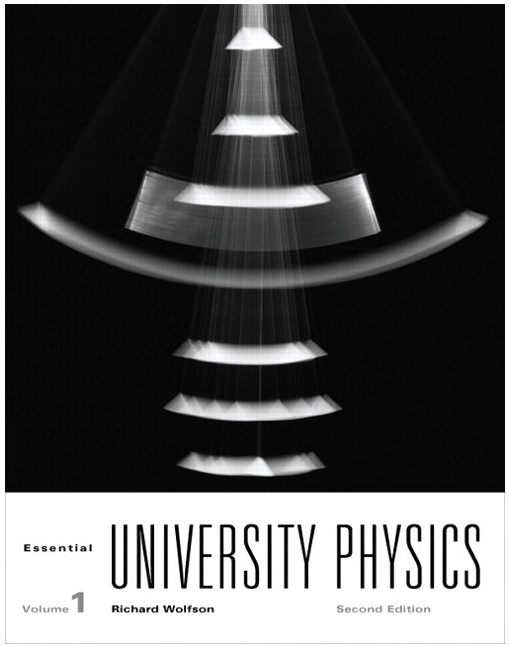 Essential UNIVERSITY PHYSICS
Volume 1 Richard Wolfson Second Edition